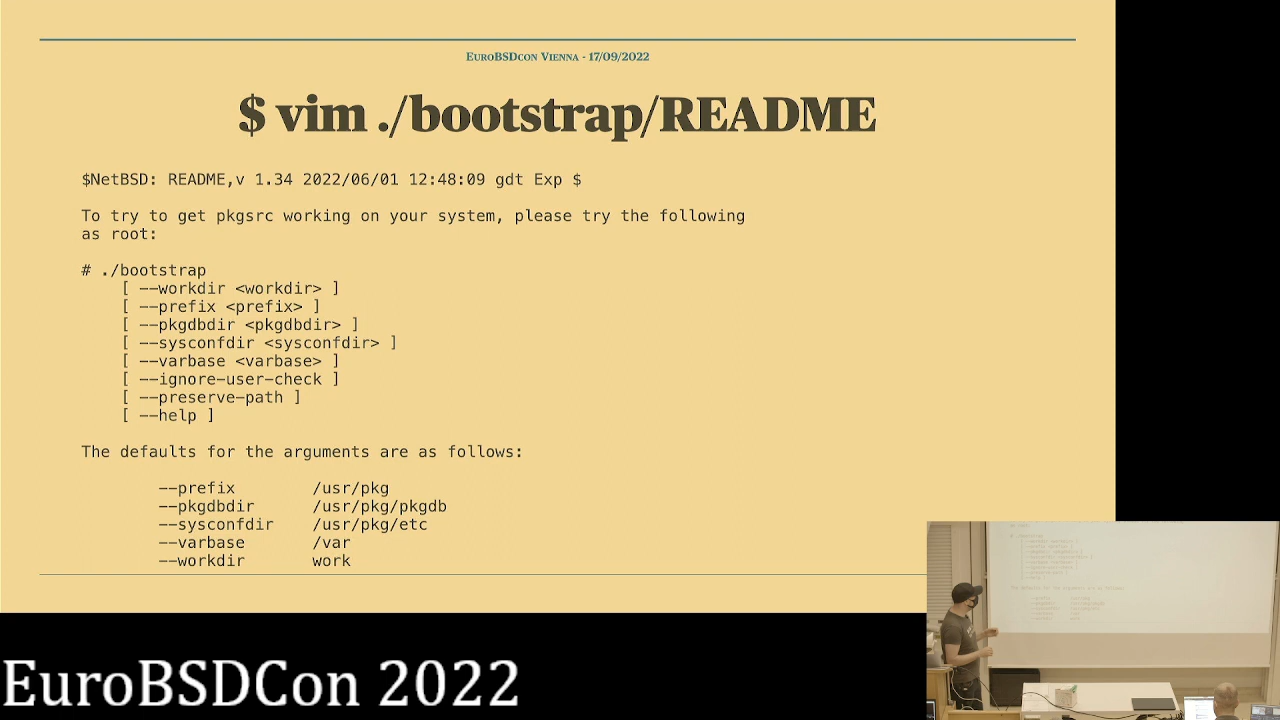 EuroBSDcon Vienna - 17/09/2022
$ vim ./bootstrap/README
$NetBSD: README,v 1.34 2022/06/01 12:48:09 gdt Exp $
To try to get pkgsrc working on your system, please try the following
as root:
# ./bootstrap
[ --workdir <workdir> ]
[ --prefix <prefix> ]
[ --pkgdbdir <pkgdbdir> ]
[ --sysconfdir <sysconfdir> ]
[ --varbase <varbase> ]
[ --ignore-user-check ]
[ --preserve-path ]
[ --help ]
The defaults for the arguments are as follows:
--prefix /usr/pkg
--pkgdbdir /usr/pkg/pkgdb
--sysconfdir /usr/pkg/etc
--varbase /var
--workdir work
EuroBSDCon 2022